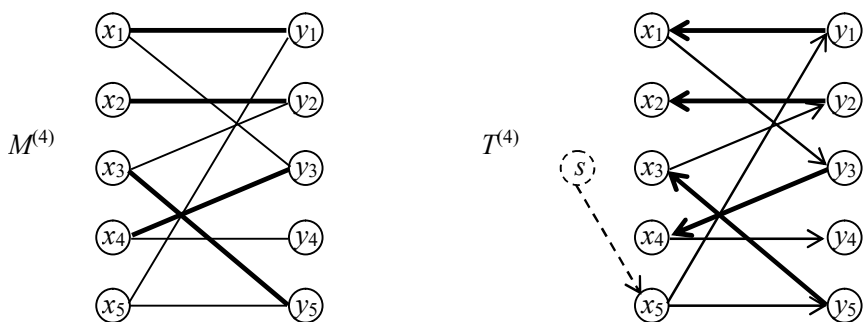 x₁ y₁ x₁ y₁
x₂ y₂ x₂ y₂
M⁽⁴⁾ T⁽⁴⁾
x₃ y₃ s x₃ y₃
x₄ y₄ x₄ y₄
x₅ y₅ x₅ y₅